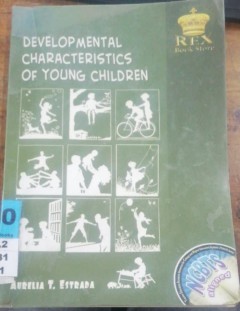 REX
Book Store
DEVELOPMENTAL
CHARACTERISTICS
OF YOUNG CHILDREN
AURELIA T. ESTRADA